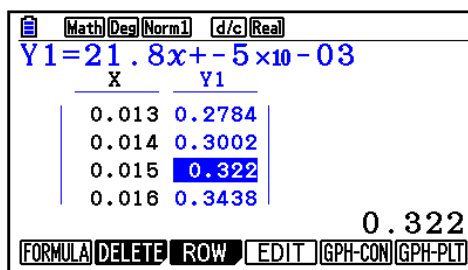 Math Deg Norm1 d/c Real
Y1=21.8x+-5×10-03
X Y1
0.013 0.2784
0.014 0.3002
0.015 0.322
0.016 0.3438
0.322
FORMULA DELETE ROW EDIT GPH-CON GPH-PLT